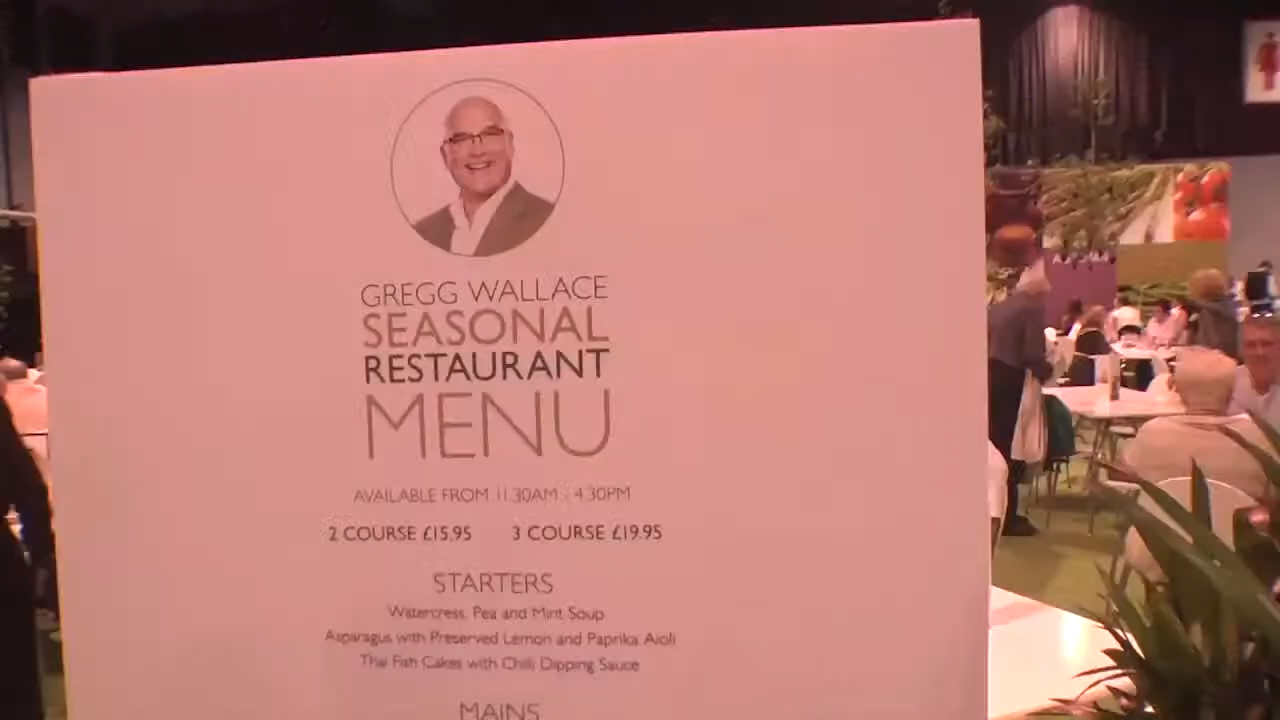 GREGG WALLACE
SEASONAL
RESTAURANT
MENU
AVAILABLE FROM 11.30AM - 4.30PM
2 COURSE £15.95 3 COURSE £19.95
STARTERS
Watercress, Pea and Mint Soup
Asparagus with Preserved Lemon and Paprika Aioli
Thai Fish Cakes with Chilli Dipping Sauce
MAINS